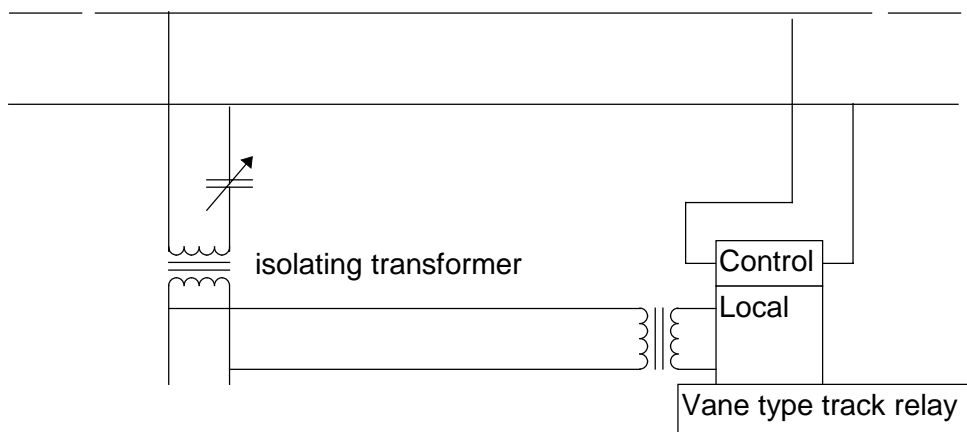 isolating transformer
Control
Local
Vane type track relay